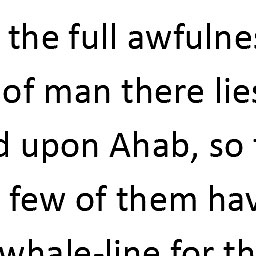 the full awfulnes
of man there lies
d upon Ahab, so
few of them hav
whale-line for th